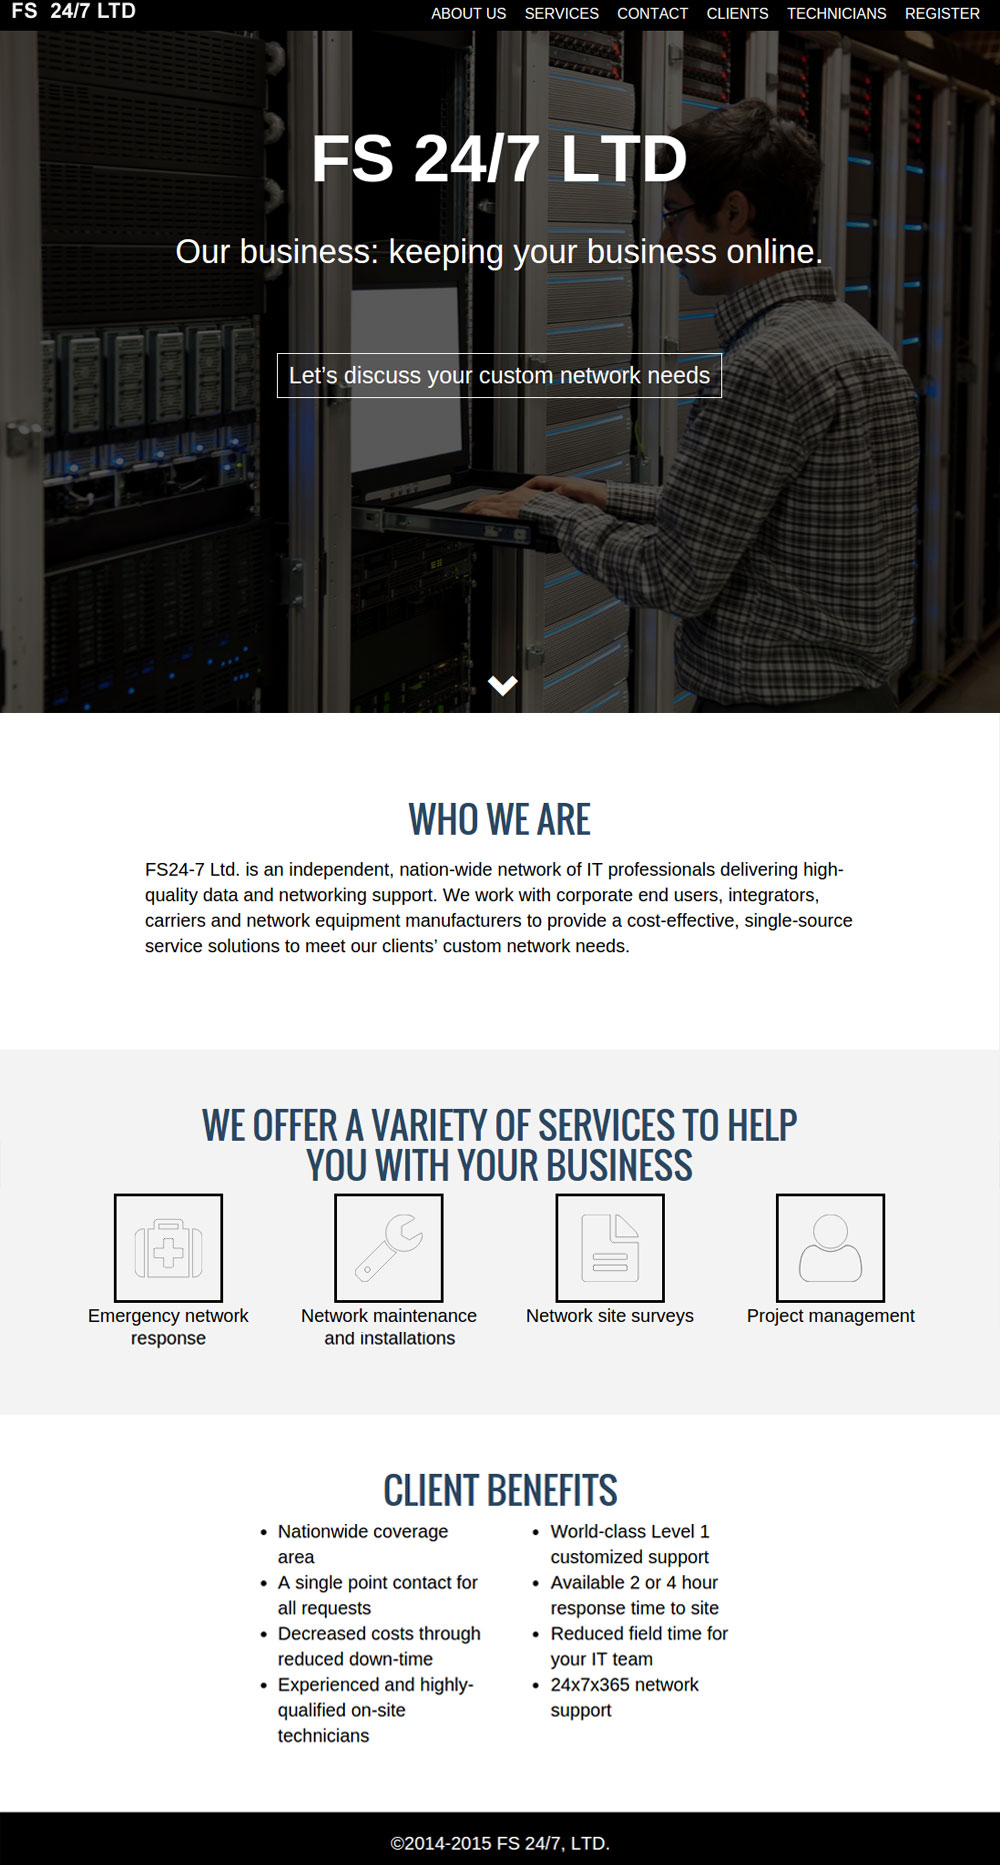 FS 24/7 LTD
ABOUT US SERVICES CONTACT CLIENTS TECHNICIANS REGISTER
FS 24/7 LTD
Our business: keeping your business online.
Let’s discuss your custom network needs
WHO WE ARE
FS24-7 Ltd. is an independent, nation-wide network of IT professionals delivering high-
quality data and networking support. We work with corporate end users, integrators,
carriers and network equipment manufacturers to provide a cost-effective, single-source
service solutions to meet our clients’ custom network needs.
WE OFFER A VARIETY OF SERVICES TO HELP
YOU WITH YOUR BUSINESS
Emergency network
response
Network maintenance
and installations
Network site surveys
Project management
CLIENT BENEFITS
• Nationwide coverage
area
• A single point contact for
all requests
• Decreased costs through
reduced down-time
• Experienced and highly-
qualified on-site
technicians
• World-class Level 1
customized support
• Available 2 or 4 hour
response time to site
• Reduced field time for
your IT team
• 24x7x365 network
support
©2014-2015 FS 24/7, LTD.